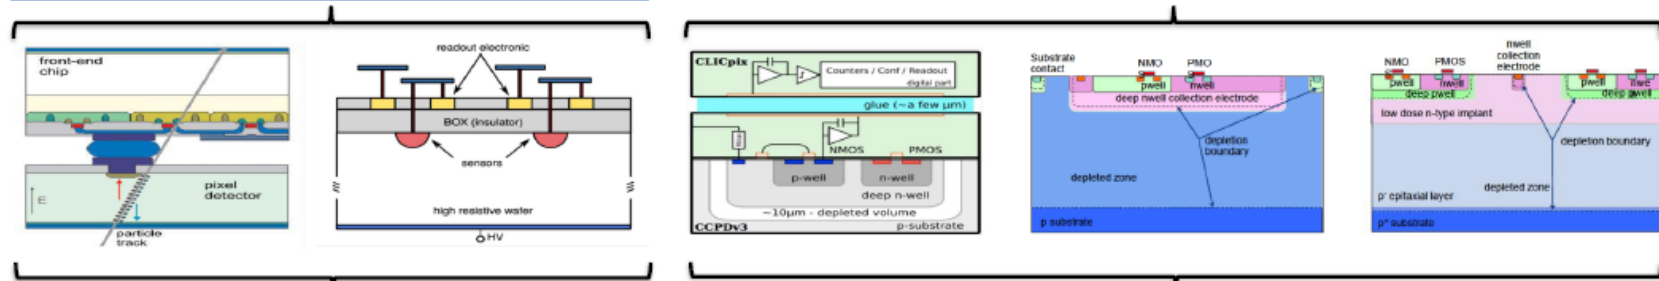 front-end
chip
E
pixel
detector
particle
track
readout electronic
BOX (insulator)
sensors
high resistive wafer
HV
CLICpix
Counters / Conf / Readout
digital part
glue (~a few µm)
NMOS
PMOS
p-well
n-well
deep n-well
~10µm - depleted volume
CCPDv3
p-substrate
Substrate
contact
NMO
S
PMO
S
pwell
nwell
deep nwell collection electrode
depletion
boundary
depleted zone
p substrate
nwell
collection
electrode
NMO
S
PMOS
pwell
nwell
deep pwell
pwell
nwe
deep
low dose n-type implant
depletion boundary
depleted zone
p⁻ epitaxial layer
p⁺ substrate